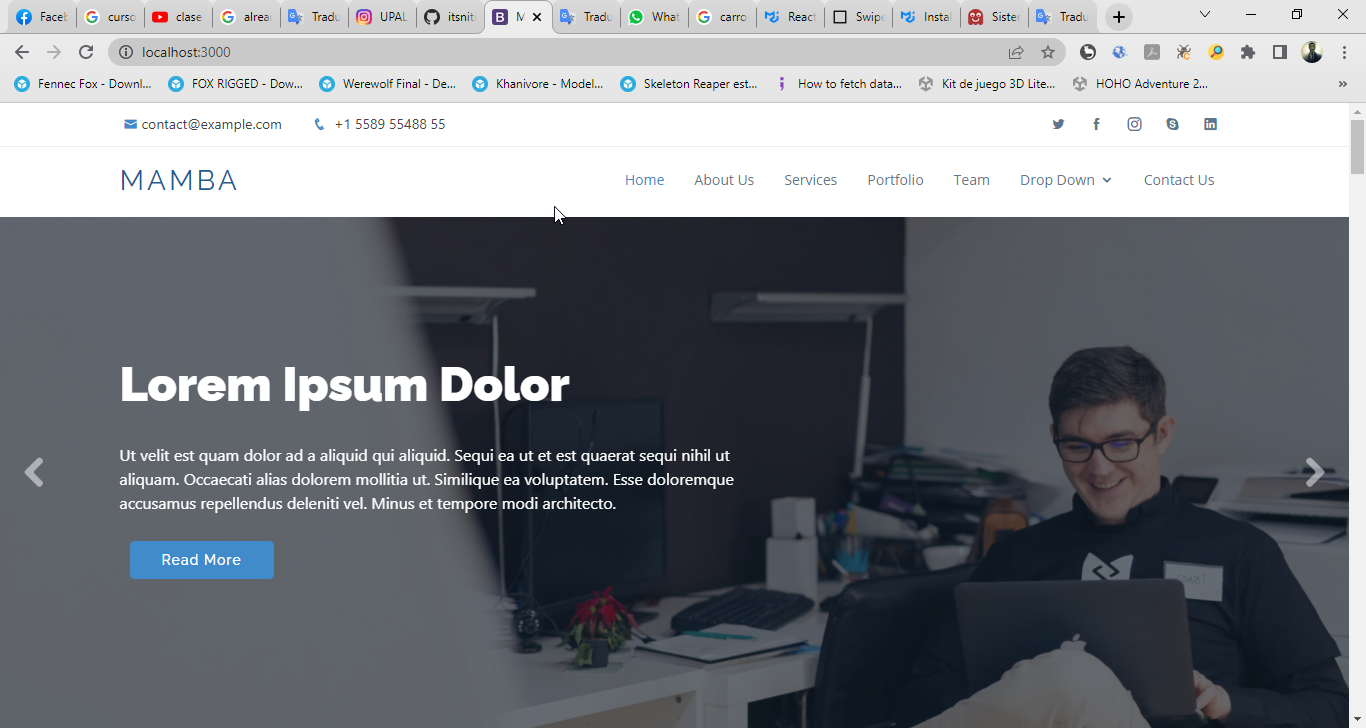 Faceb curso clase alrea Tradu UPAL itsnit M Tradu What carro React Swipe Instal Sister Tradu
localhost:3000
Fennec Fox - Downl... FOX RIGGED - Dow... Werewolf Final - De... Khanivore - Model... Skeleton Reaper est... How to fetch data... Kit de juego 3D Lite... HOHO Adventure 2...
contact@example.com +1 5589 55488 55
MAMBA Home About Us Services Portfolio Team Drop Down Contact Us
Lorem Ipsum Dolor
Ut velit est quam dolor ad a aliquid qui aliquid. Sequi ea ut et est quaerat sequi nihil ut
aliquam. Occaecati alias dolorem mollitia ut. Similique ea voluptatem. Esse doloremque
accusamus repellendus deleniti vel. Minus et tempore modi architecto.
Read More